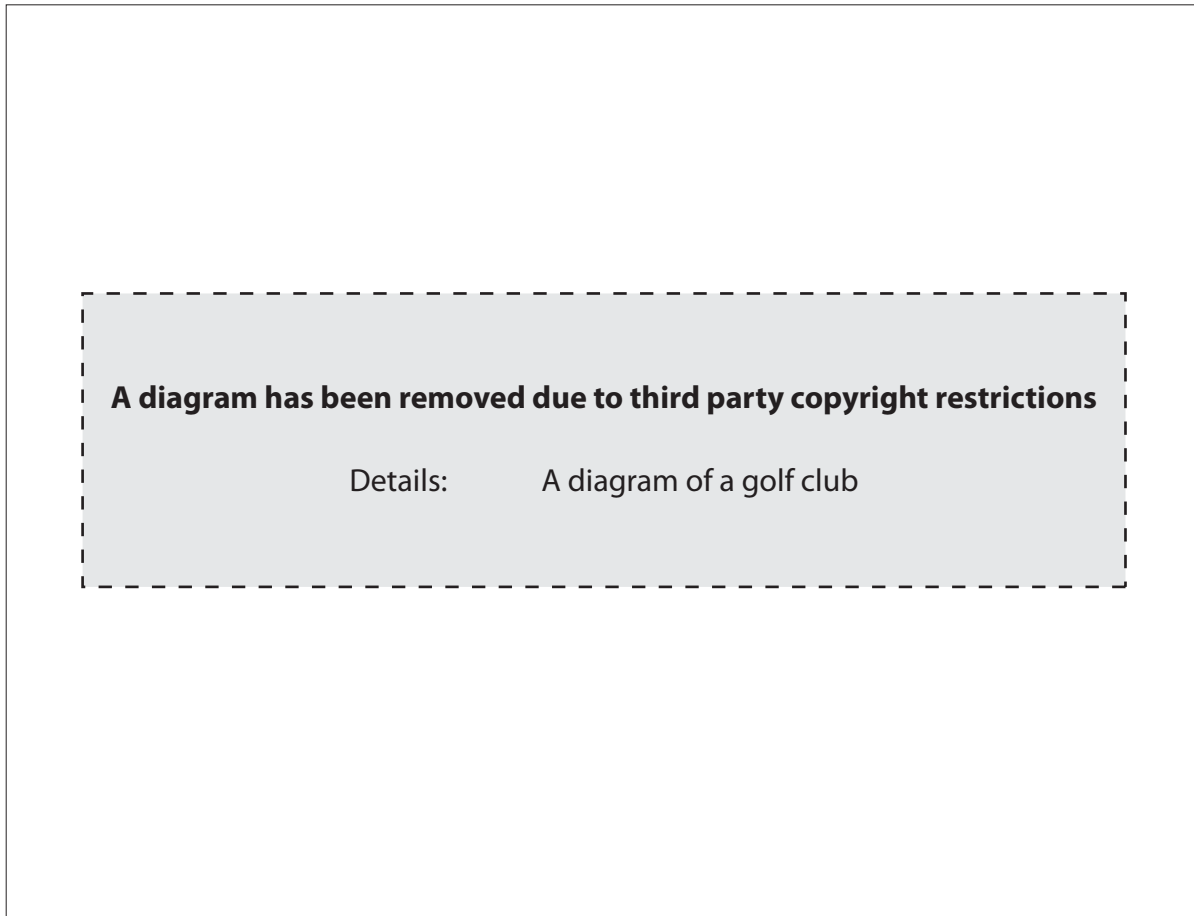 A diagram has been removed due to third party copyright restrictions
Details: A diagram of a golf club